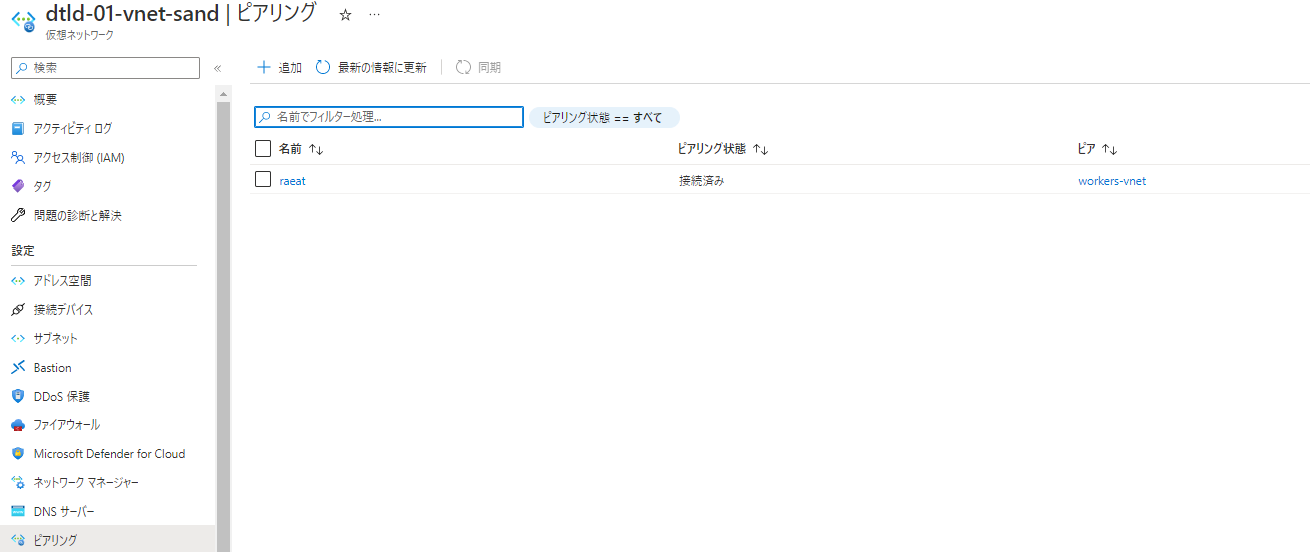 dtld-01-vnet-sand | ピアリング ☆ …
仮想ネットワーク
検索 «
追加 最新の情報に更新 同期
概要
アクティビティ ログ
アクセス制御 (IAM)
タグ
問題の診断と解決
設定
アドレス空間
接続デバイス
サブネット
Bastion
DDoS 保護
ファイアウォール
Microsoft Defender for Cloud
ネットワーク マネージャー
DNS サーバー
ピアリング
名前でフィルター処理... ピアリング状態 == すべて
名前 ↑↓ ピアリング状態 ↑↓ ピア ↑↓
raeat 接続済み workers-vnet